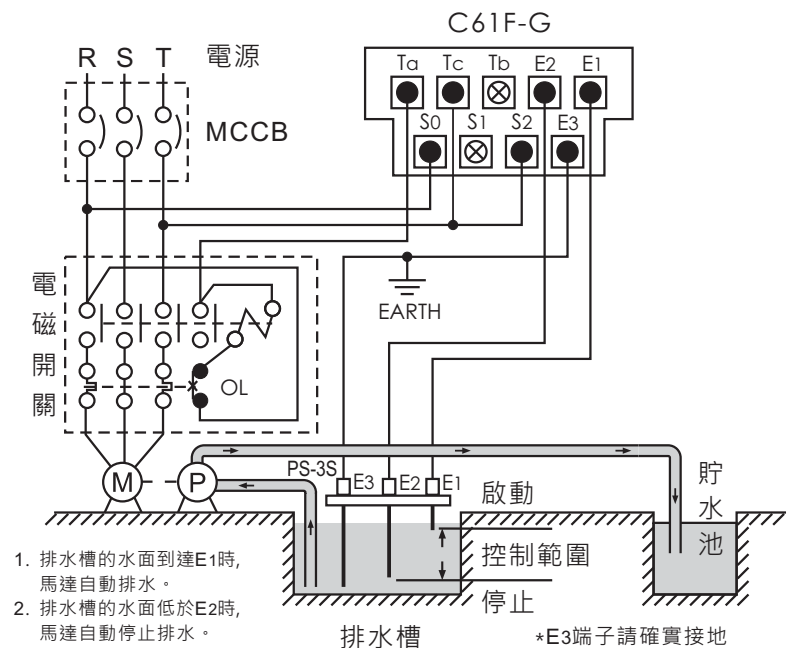 C61F-G
R S T 電源
Ta Tc Tb E2 E1
MCCB
S0 S1 S2 E3
EARTH
電磁開關
OL
PS-3S
E3 E2 E1
M P
啟動
控制範圍
停止
貯水池
1. 排水槽的水面到達E1時,
馬達自動排水。
2. 排水槽的水面低於E2時,
馬達自動停止排水。
排水槽
*E3端子請確實接地